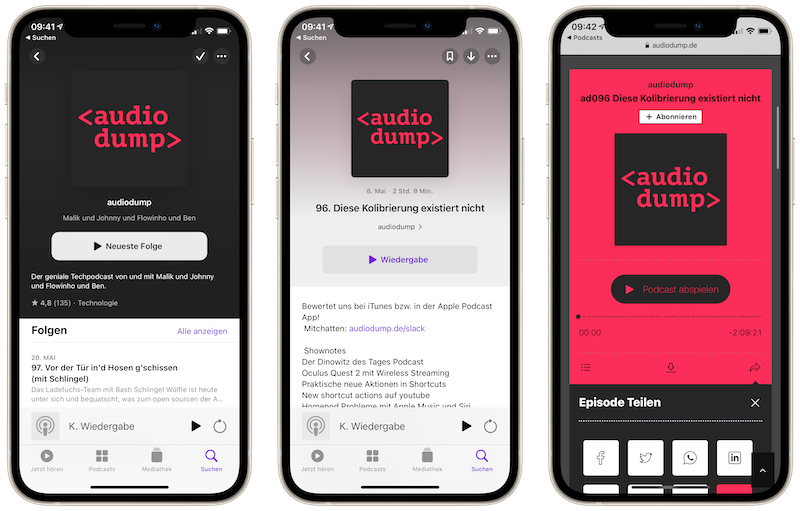 09:41
Suchen
<audio
dump>
audiodump
Malik und Johnny und Flowinho und Ben
Neueste Folge
Der geniale Techpodcast von und mit Malik und Johnny
und Flowinho und Ben.
4,8 (135) · Technologie
Folgen
Alle anzeigen
20. MAI
97. Vor der Tür in'd Hosen g'schissen
(mit Schlingel)
Das Ladefuchs-Team mit Basti Schlingel Wölfle ist heute
unter sich und bequatscht, was zum open sourcen der A...
K. Wiedergabe
Jetzt hören
Podcasts
Mediathek
Suchen
09:41
Suchen
<audio
dump>
6. Mai · 2 Std. 9 Min.
96. Diese Kolibrierung existiert nicht
audiodump
Wiedergabe
Bewertet uns bei iTunes bzw. in der Apple Podcast
App!
Mitchatten: audiodump.de/slack
Shownotes
Der Dinowitz des Tages Podcast
Oculus Quest 2 mit Wireless Streaming
Praktische neue Aktionen in Shortcuts
New shortcut actions auf youtube
Homepod Probleme mit Apple Music und Siri
K. Wiedergabe
Jetzt hören
Podcasts
Mediathek
Suchen
09:42
Podcasts
audiodump.de
audiodump
ad096 Diese Kolibrierung existiert nicht
+ Abonnieren
<audio
dump>
Podcast abspielen
00:00
-2:09:21
Episode Teilen
in